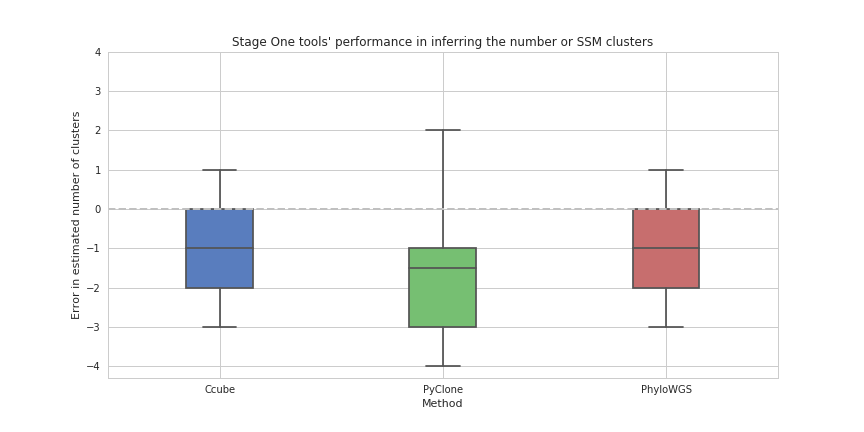 Stage One tools' performance in inferring the number or SSM clusters
Error in estimated number of clusters
4
3
2
1
0
−1
−2
−3
−4
Ccube PyClone PhyloWGS
Method